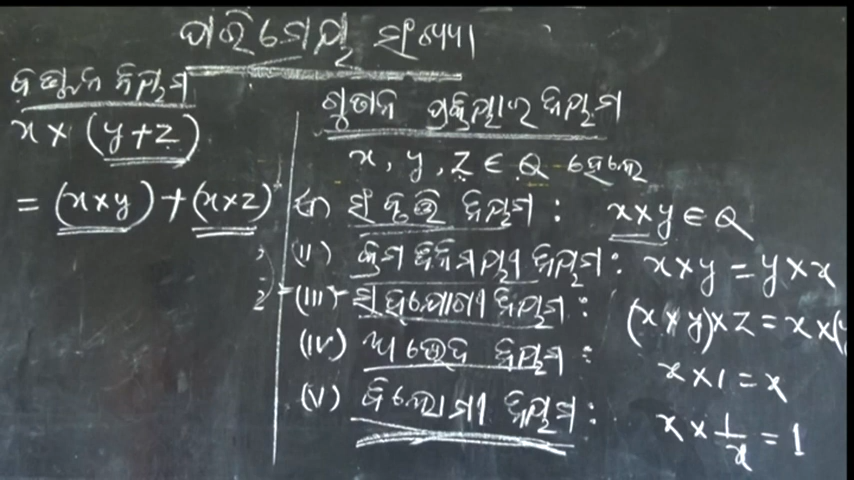 ପରିମେୟ ସଂଖ୍ୟା
ବଣ୍ଟନ ନିୟମ
x × (y + z)
= (x × y) + (x × z)
ଗୁଣନ ପ୍ରକ୍ରିୟାର ନିୟମ
x, y, z ∈ Q ହେଲେ
(I) ସଂବୃତ୍ତି ନିୟମ : x × y ∈ Q
(II) କ୍ରମ ବିନିମୟୀ ନିୟମ : x × y = y × x
(III) ସହଯୋଗୀ ନିୟମ : (x × y) × z = x × (y
(IV) ଅଭେଦ ନିୟମ : x × 1 = x
(V) ବିଲୋମୀ ନିୟମ : x × 1/x = 1